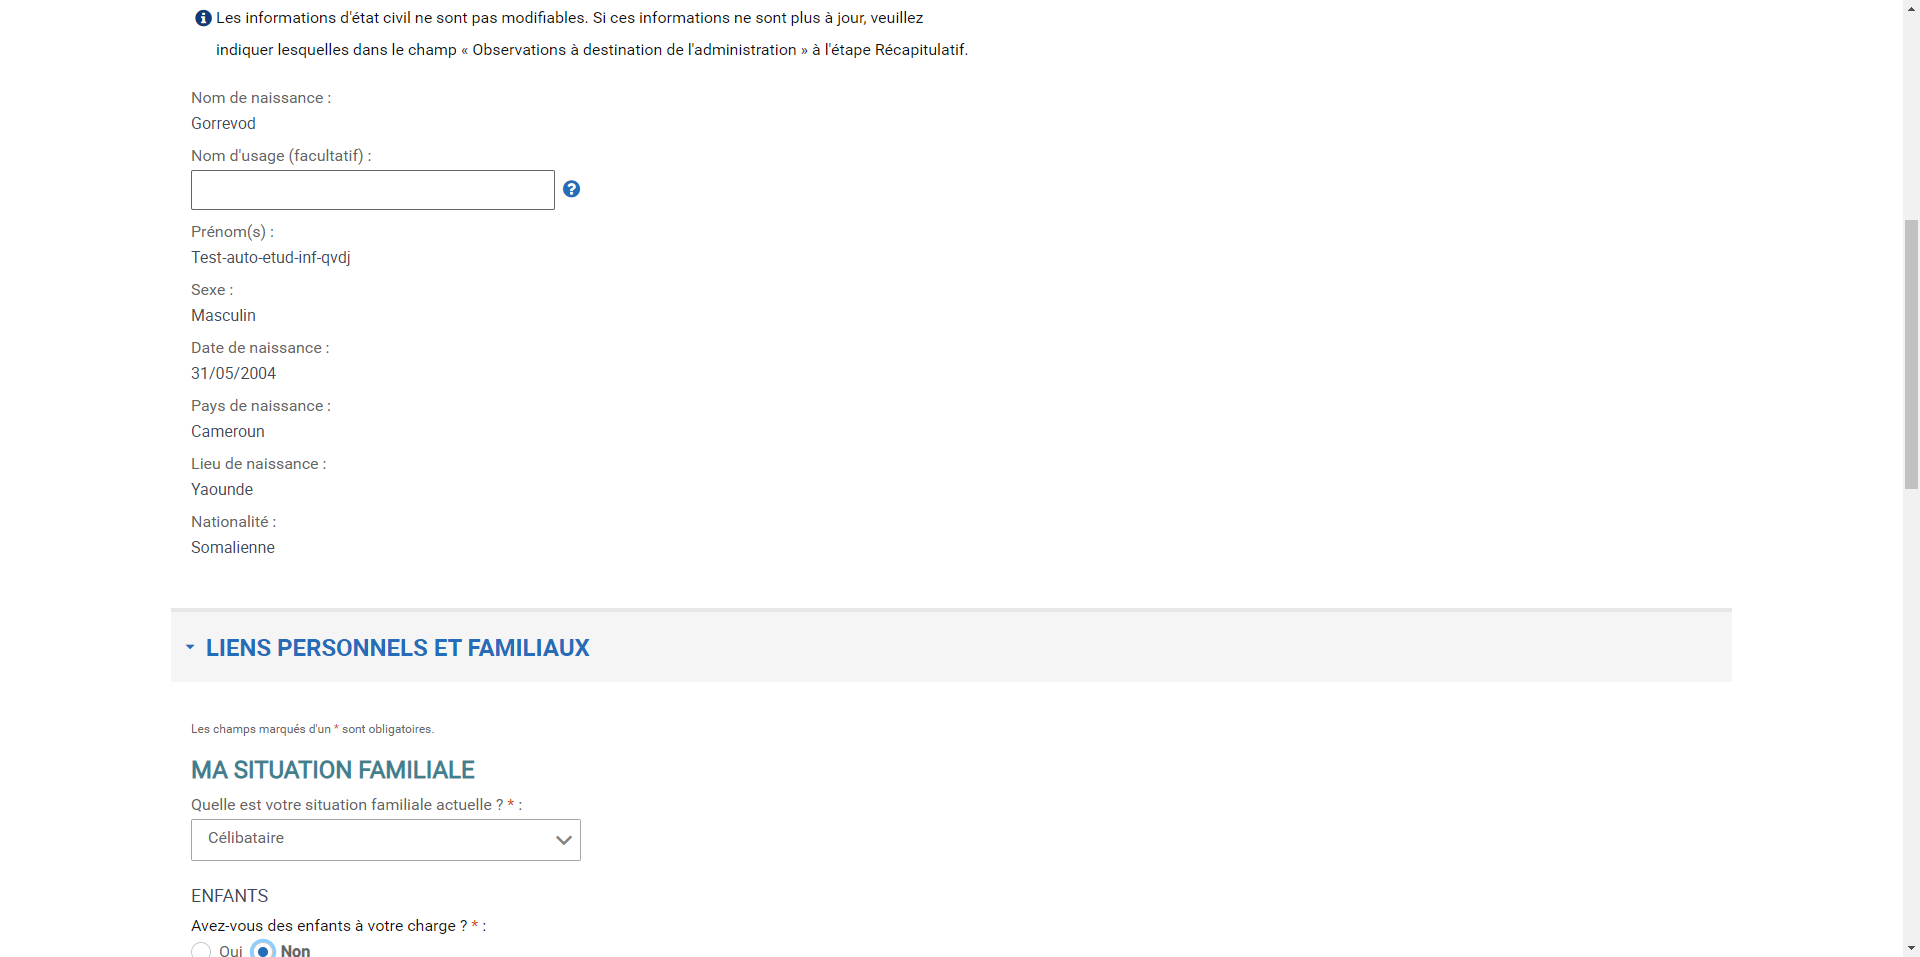 Les informations d'état civil ne sont pas modifiables. Si ces informations ne sont plus à jour, veuillez
indiquer lesquelles dans le champ « Observations à destination de l'administration » à l'étape Récapitulatif.
Nom de naissance :
Gorrevod
Nom d'usage (facultatif) :
Prénom(s) :
Test-auto-etud-inf-qvdj
Sexe :
Masculin
Date de naissance :
31/05/2004
Pays de naissance :
Cameroun
Lieu de naissance :
Yaounde
Nationalité :
Somalienne
LIENS PERSONNELS ET FAMILIAUX
Les champs marqués d'un * sont obligatoires.
MA SITUATION FAMILIALE
Quelle est votre situation familiale actuelle ? * :
Célibataire
ENFANTS
Avez-vous des enfants à votre charge ? * :
Oui Non